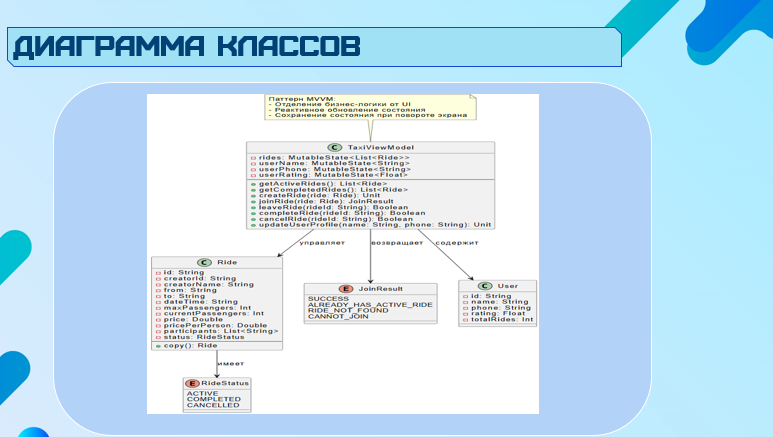 ДИАГРАММА КЛАССОВ
Паттерн MVVM:
- Отделение бизнес-логики от UI
- Реактивное обновление состояния
- Сохранение состояния при повороте экрана
C TaxiViewModel
rides: MutableState<List<Ride>>
userName: MutableState<String>
userPhone: MutableState<String>
userRating: MutableState<Float>
getActiveRides(): List<Ride>
getCompletedRides(): List<Ride>
createRide(ride: Ride): Unit
joinRide(ride: Ride): JoinResult
leaveRide(rideId: String): Boolean
completeRide(rideId: String): Boolean
cancelRide(rideId: String): Boolean
updateUserProfile(name: String, phone: String): Unit
управляет
возвращает
содержит
C Ride
id: String
creatorId: String
creatorName: String
from: String
to: String
dateTime: String
maxPassengers: Int
currentPassengers: Int
price: Double
pricePerPerson: Double
participants: List<String>
status: RideStatus
copy(): Ride
E JoinResult
SUCCESS
ALREADY_HAS_ACTIVE_RIDE
RIDE_NOT_FOUND
CANNOT_JOIN
C User
id: String
name: String
phone: String
rating: Float
totalRides: Int
имеет
E RideStatus
ACTIVE
COMPLETED
CANCELLED